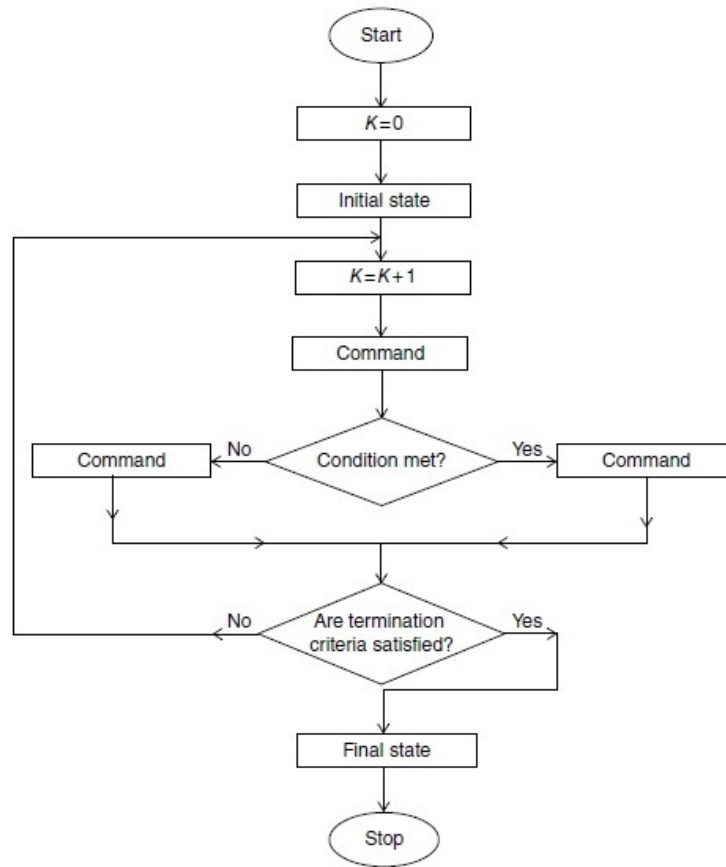 Start
K=0
Initial state
K=K+1
Command
No
Yes
Command
Condition met?
Command
No
Are termination
criteria satisfied?
Yes
Final state
Stop